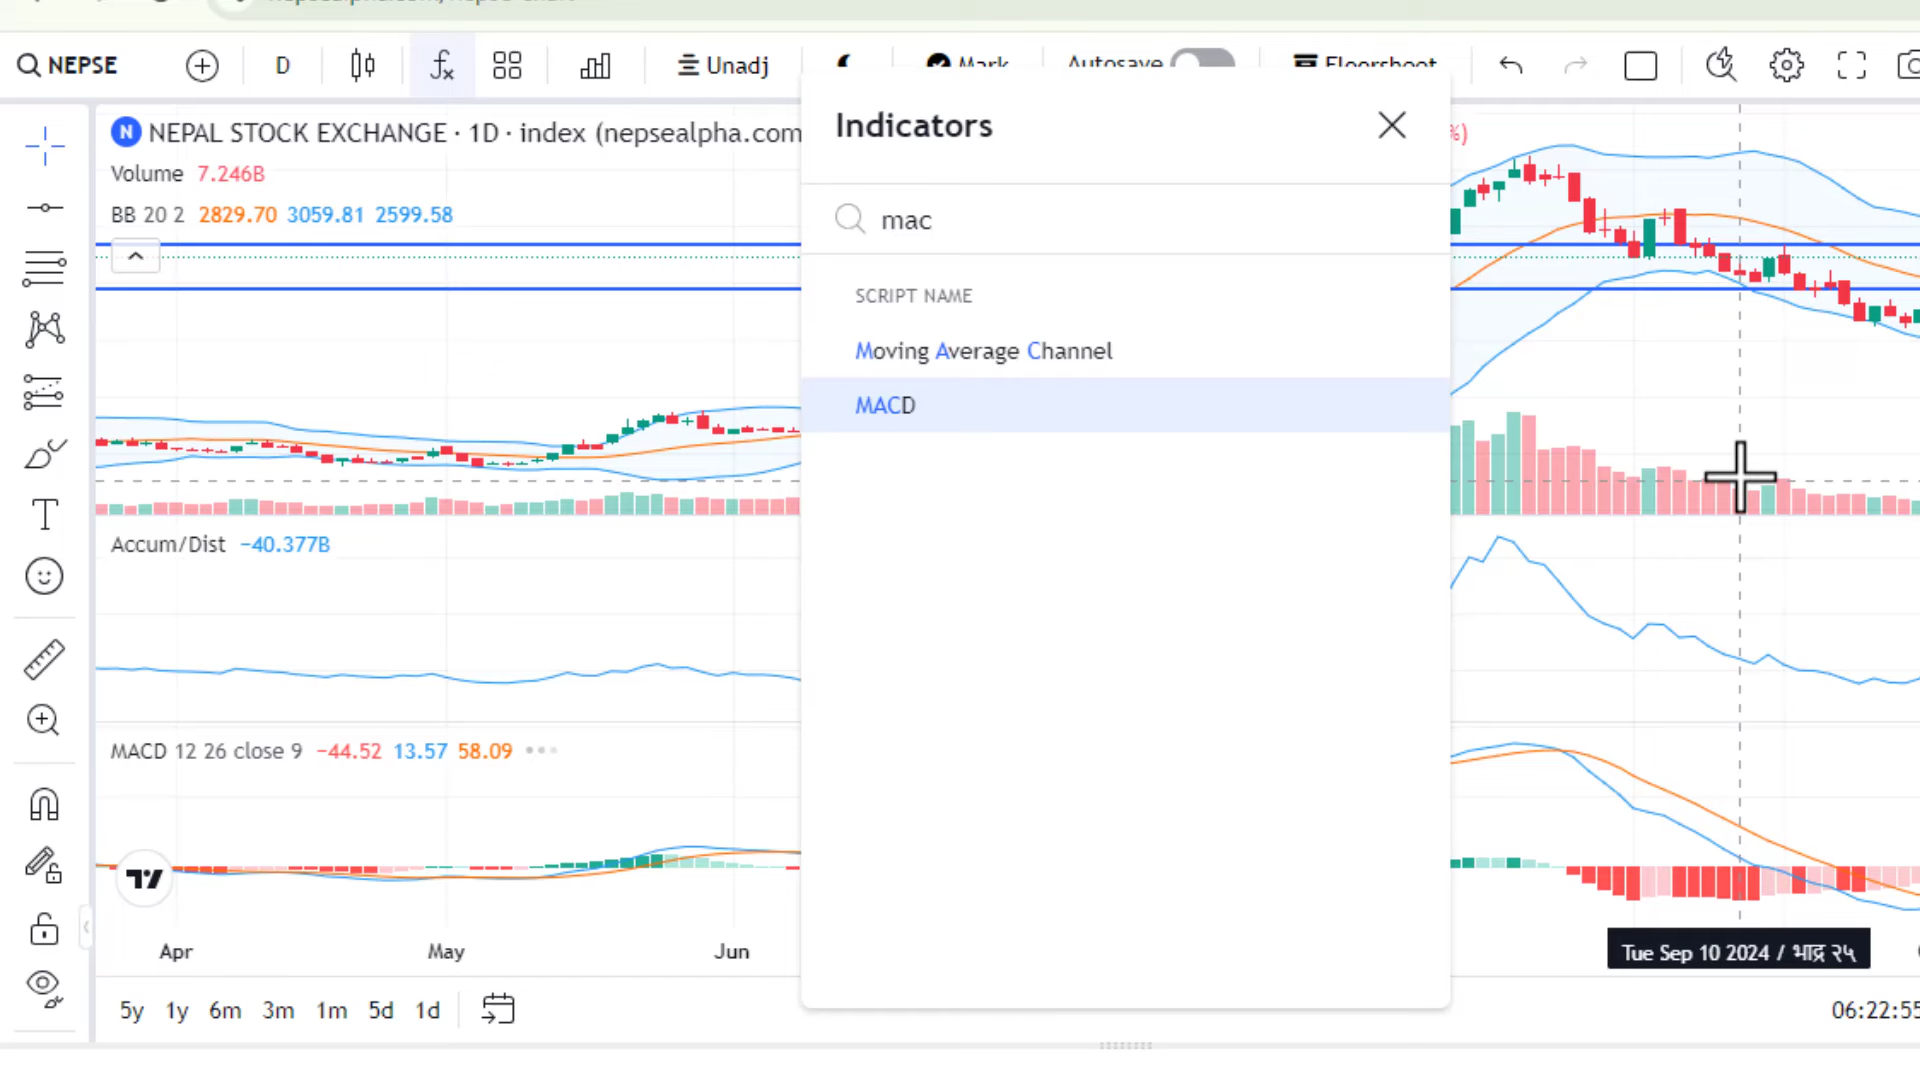 NEPSE
D
Unadj
Mark
Autosave
Floorsheet
NEPAL STOCK EXCHANGE · 1D · index (nepsealpha.com
%)
Volume 7.246B
BB 20 2 2829.70 3059.81 2599.58
Indicators
mac
SCRIPT NAME
Moving Average Channel
MACD
Accum/Dist −40.377B
MACD 12 26 close 9 −44.52 13.57 58.09
Apr May Jun
Tue Sep 10 2024 / भाद्र २५
5y 1y 6m 3m 1m 5d 1d
06:22:55